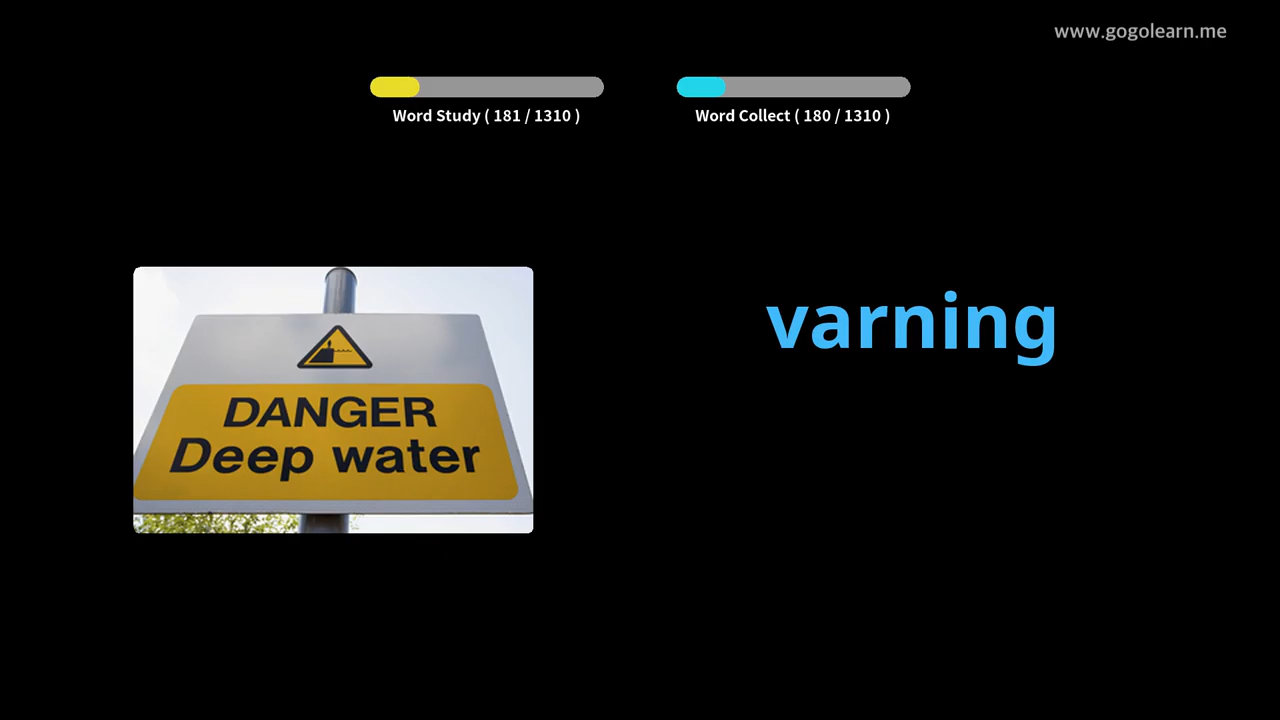 www.gogolearn.me
Word Study ( 181 / 1310 )
Word Collect ( 180 / 1310 )
DANGER
Deep water
varning